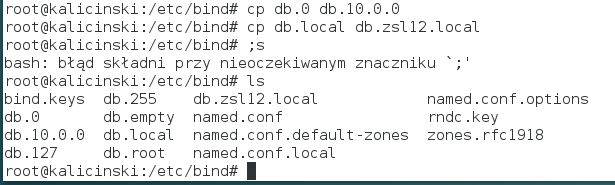 root@kalicinski:/etc/bind# cp db.0 db.10.0.0
root@kalicinski:/etc/bind# cp db.local db.zsl12.local
root@kalicinski:/etc/bind# ;s
bash: błąd składni przy nieoczekiwanym znaczniku `;'
root@kalicinski:/etc/bind# ls
bind.keys  db.255    db.zsl12.local            named.conf.options
db.0       db.empty  named.conf                rndc.key
db.10.0.0  db.local  named.conf.default-zones  zones.rfc1918
db.127     db.root   named.conf.local
root@kalicinski:/etc/bind#